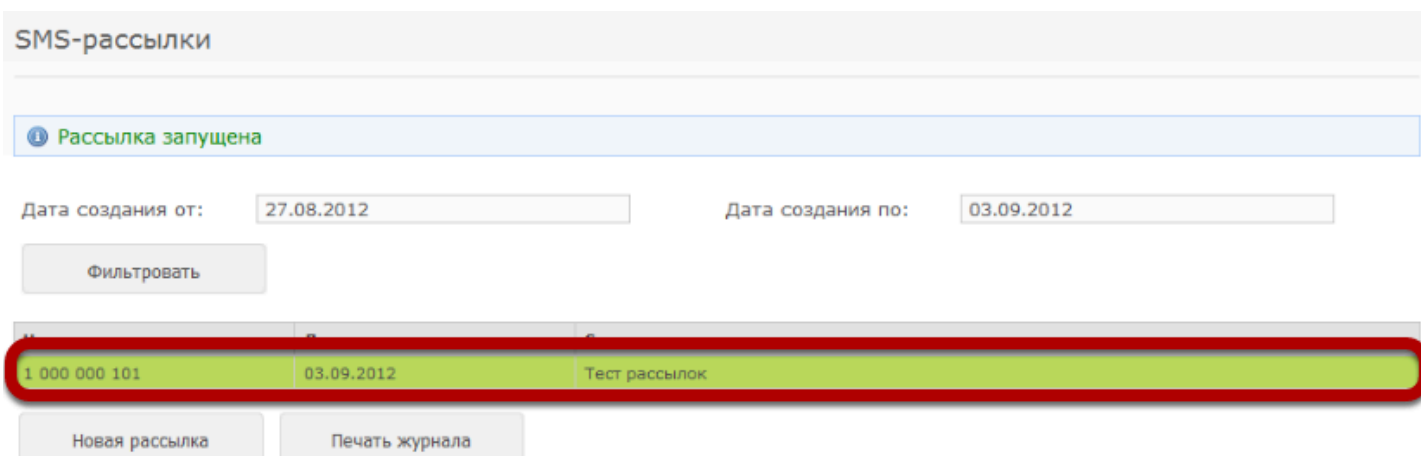 SMS-рассылки
Рассылка запущена
Дата создания от: 27.08.2012 Дата создания по: 03.09.2012
Фильтровать
1 000 000 101 03.09.2012 Тест рассылок
Новая рассылка Печать журнала